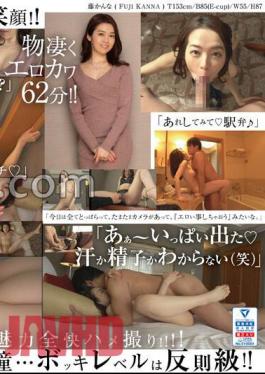 藤かんな ( FUJI KANNA ) T153cm / B85(E-cup) / W55 / H87
笑顔!!
物凄く
エロカワ
62分!!
「あれしてみて♡駅弁♪」
「今日は全てとっぱらって、たまたまカメラがあって、『エロい事しちゃおう』みたいな。」
「あぁ～いっぱい出た♡
汗か精子かわからない(笑)」
魅力全快ハメ撮り!!!!
…ボッキレベルは反則級!!